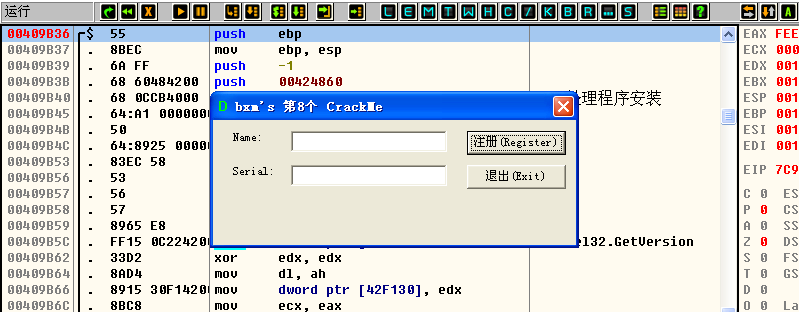 运行 L E M T W H C / K B R ... S ?
00409B36 $ 55 push ebp EAX FEE
00409B37 . 8BEC mov ebp, esp ECX 000
00409B39 . 6A FF push -1 EDX 001
00409B3B . 68 60484200 push 00424860 EBX 001
00409B40 . 68 0CCB4000 处理程序安装 ESP 001
00409B45 . 64:A1 0000000 EBP 001
00409B4B . 50 ESI 001
00409B4C . 64:8925 00000 EDI 001
00409B53 . 83EC 58 EIP 7C9
00409B56 . 53
00409B57 . 56 C 0 ES
00409B58 . 57 P 0 CS
00409B59 . 8965 E8 A 0 SS
00409B5C . FF15 0C224200 el32.GetVersion Z 0 DS
00409B62 . 33D2 xor edx, edx S 0 FS
00409B64 . 8AD4 mov dl, ah T 0 GS
00409B66 . 8915 30F14200 mov dword ptr [42F130], edx D 0
00409B6C . 8BC8 mov ecx, eax O 0 La
D bxm's 第8个 CrackMe
Name: 注册(Register)
Serial: 退出(Exit)